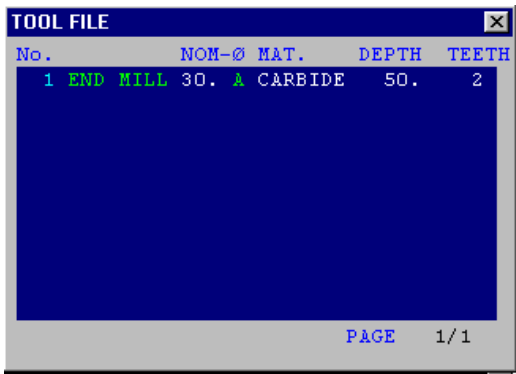 TOOL FILE
No. NOM-Ø MAT. DEPTH TEETH
1 END MILL 30. A CARBIDE 50. 2
PAGE 1/1